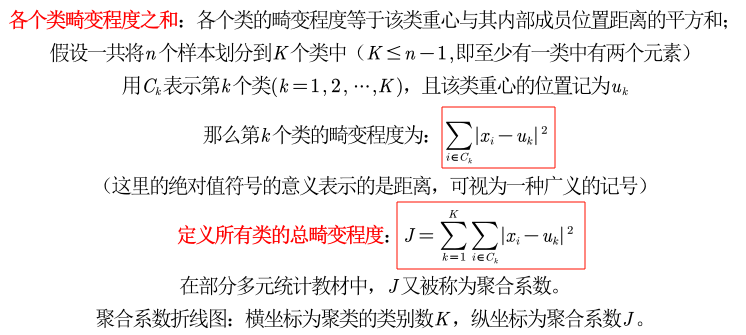 各个类畸变程度之和：各个类的畸变程度等于该类重心与其内部成员位置距离的平方和；
假设一共将n个样本划分到K个类中（K≤n−1,即至少有一类中有两个元素）
用C_k表示第k个类(k=1,2,⋯,K)，且该类重心的位置记为u_k
那么第k个类的畸变程度为：∑_{i∈C_k}|x_i−u_k|^2
（这里的绝对值符号的意义表示的是距离，可视为一种广义的记号）
定义所有类的总畸变程度：J=∑_{k=1}^{K}∑_{i∈C_k}|x_i−u_k|^2
在部分多元统计教材中，J又被称为聚合系数。
聚合系数折线图：横坐标为聚类的类别数K，纵坐标为聚合系数J。